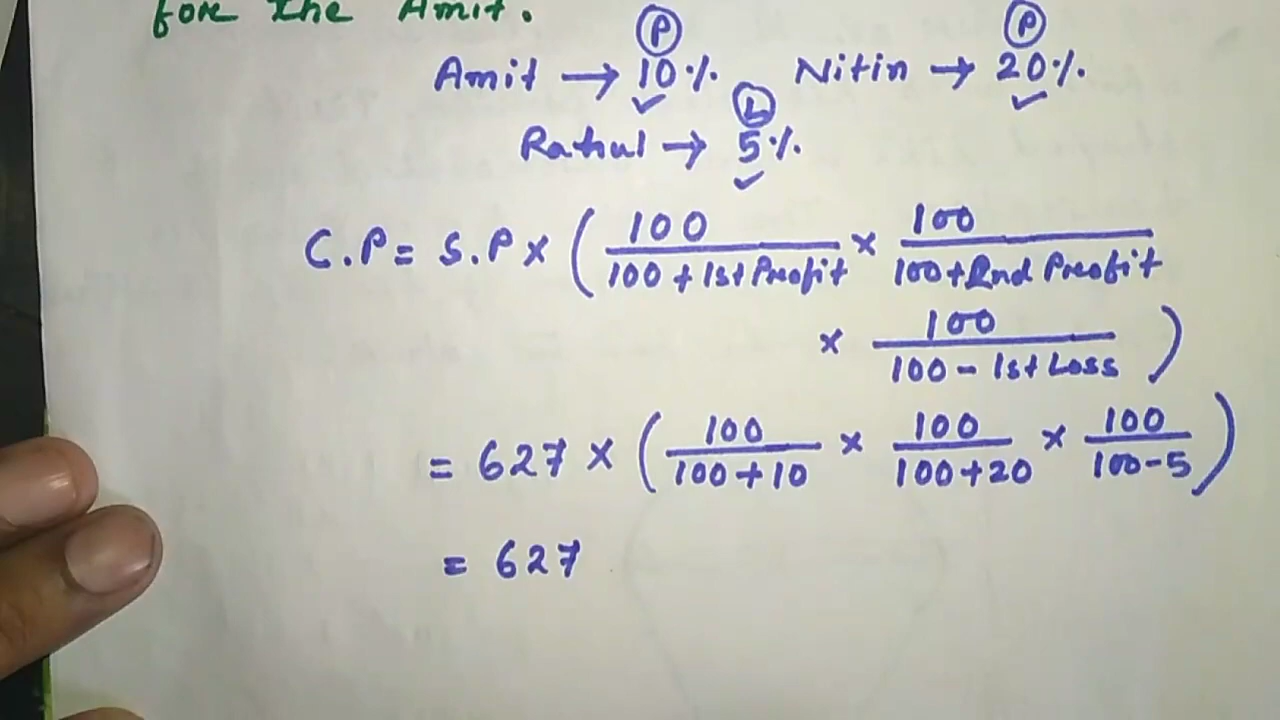 for the Amit.
Ⓟ Ⓟ
Amit → 10% Nitin → 20%
Ⓛ
Rahul → 5%
C.P = S.P × ( 100 / 100 + 1st Profit × 100 / 100 + 2nd Profit
× 100 / 100 - 1st Loss )
= 627 × ( 100 / 100 + 10 × 100 / 100 + 20 × 100 / 100 - 5 )
= 627